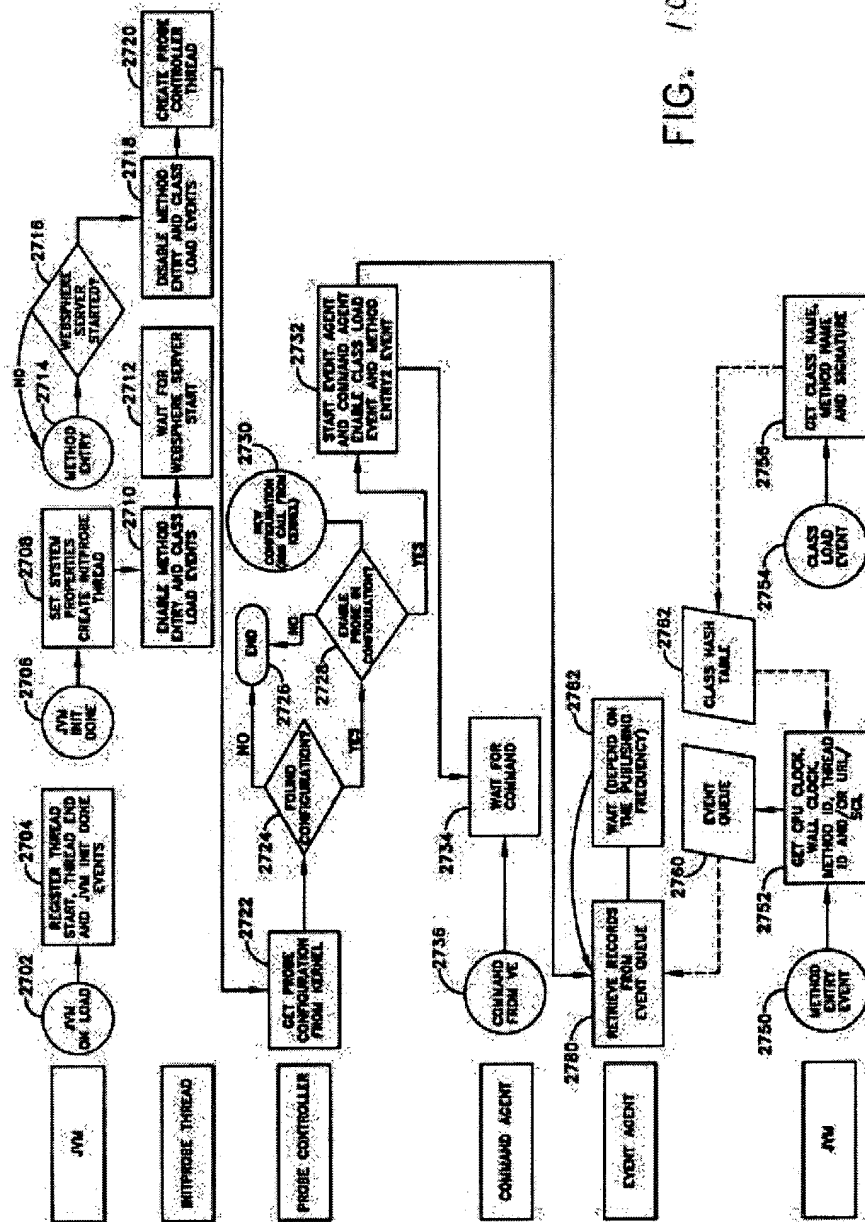 JVM
2702
JVM
ON LOAD
2704
REGISTER THREAD
START, THREAD END
AND JVM INIT DONE
EVENTS
2706
JVM
INIT
DONE
2708
SET SYSTEM
PROPERTIES
CREATE INITPROBE
THREAD
2714
METHOD
ENTRY
NO
2716
WEBSPHERE
SERVER
STARTED?
INITPROBE THREAD
2710
ENABLE METHOD
ENTRY AND CLASS
LOAD EVENTS
2712
WAIT FOR
WEBSPHERE SERVER
START
2718
DISABLE METHOD
ENTRY AND CLASS
LOAD EVENTS
2720
CREATE PROBE
CONTROLLER
THREAD
PROBE CONTROLLER
2722
GET PROBE
CONFIGURATION
FROM KERNEL
2724
FOUND
CONFIGURATION?
NO
YES
END
2726
2728
ENABLE
PROBE IN
CONFIGURATION?
NO
YES
2730
NEW
CONFIGURATION
CALL FROM
KERNEL)
2732
START EVENT AGENT
AND COMMAND AGENT
ENABLE CLASS LOAD
EVENT AND METHOD
ENTRY2 EVENT
COMMAND AGENT
2736
COMMAND
FROM VE
2734
WAIT FOR
COMMAND
EVENT AGENT
2780
RETRIEVE RECORDS
FROM
EVENT QUEUE
2782
WAIT (DEPEND ON
THE PUBLISHING
FREQUENCY)
2760
EVENT
QUEUE
2762
CLASS HASH
TABLE
JVM
2750
METHOD
ENTRY
EVENT
2752
GET CPU CLOCK,
WALL CLOCK,
METHOD ID, THREAD
ID AND/OR URL/
SQL
2754
CLASS
LOAD
EVENT
2756
GET CLASS NAME,
METHOD NAME
AND SIGNATURE
FIG.